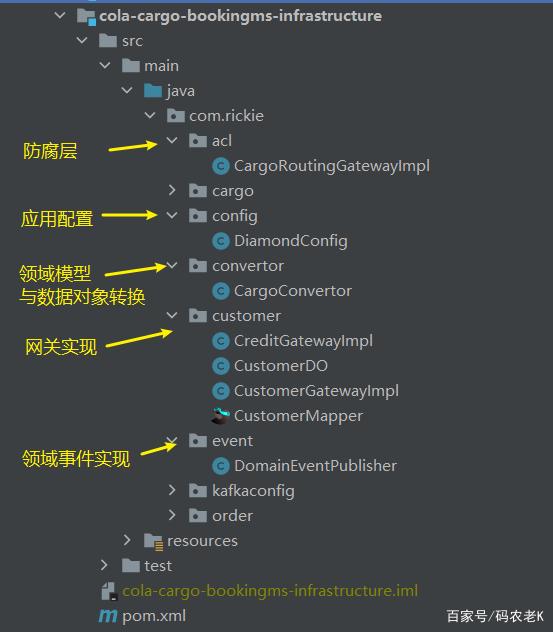 cola-cargo-bookingms-infrastructure
src
main
java
com.rickie
防腐层
acl
CargoRoutingGatewayImpl
cargo
应用配置
config
DiamondConfig
领域模型
与数据对象转换
convertor
CargoConvertor
customer
网关实现
CreditGatewayImpl
CustomerDO
CustomerGatewayImpl
CustomerMapper
领域事件实现
event
DomainEventPublisher
kafkaconfig
order
resources
test
cola-cargo-bookingms-infrastructure.iml
pom.xml
百家号/码农老K